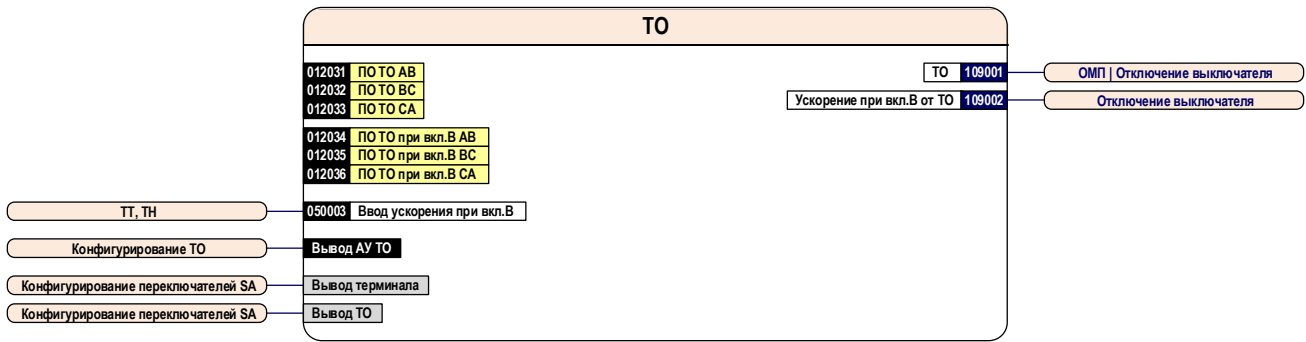 ТО
012031 ПО ТО АВ
012032 ПО ТО ВС
012033 ПО ТО СА
ТО 109001
ОМП | Отключение выключателя
Ускорение при вкл.В от ТО 109002
Отключение выключателя
012034 ПО ТО при вкл.В АВ
012035 ПО ТО при вкл.В ВС
012036 ПО ТО при вкл.В СА
ТТ, ТН
050003 Ввод ускорения при вкл.В
Конфигурирование ТО
Вывод АУ ТО
Конфигурирование переключателей SA
Вывод терминала
Конфигурирование переключателей SA
Вывод ТО